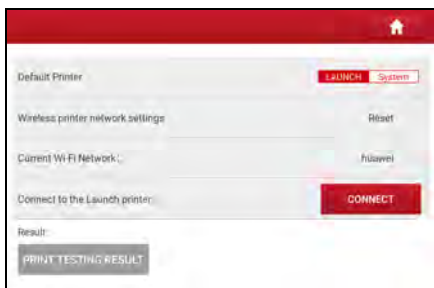 Default Printer
LAUNCH System
Wireless printer network settings
Reset
Current Wi-Fi Network:
huawei
Connect to the Launch printer:
CONNECT
Result:
PRINT TESTING RESULT